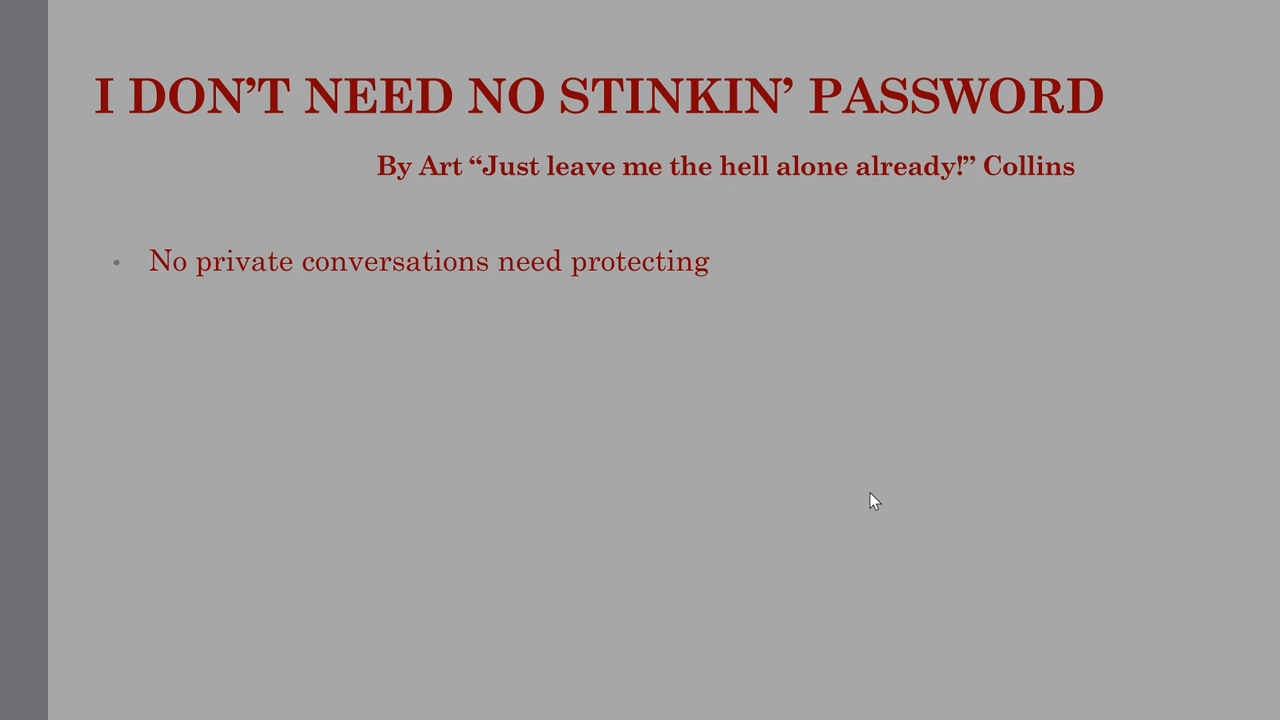 I DON’T NEED NO STINKIN’ PASSWORD
By Art “Just leave me the hell alone already!” Collins
• No private conversations need protecting